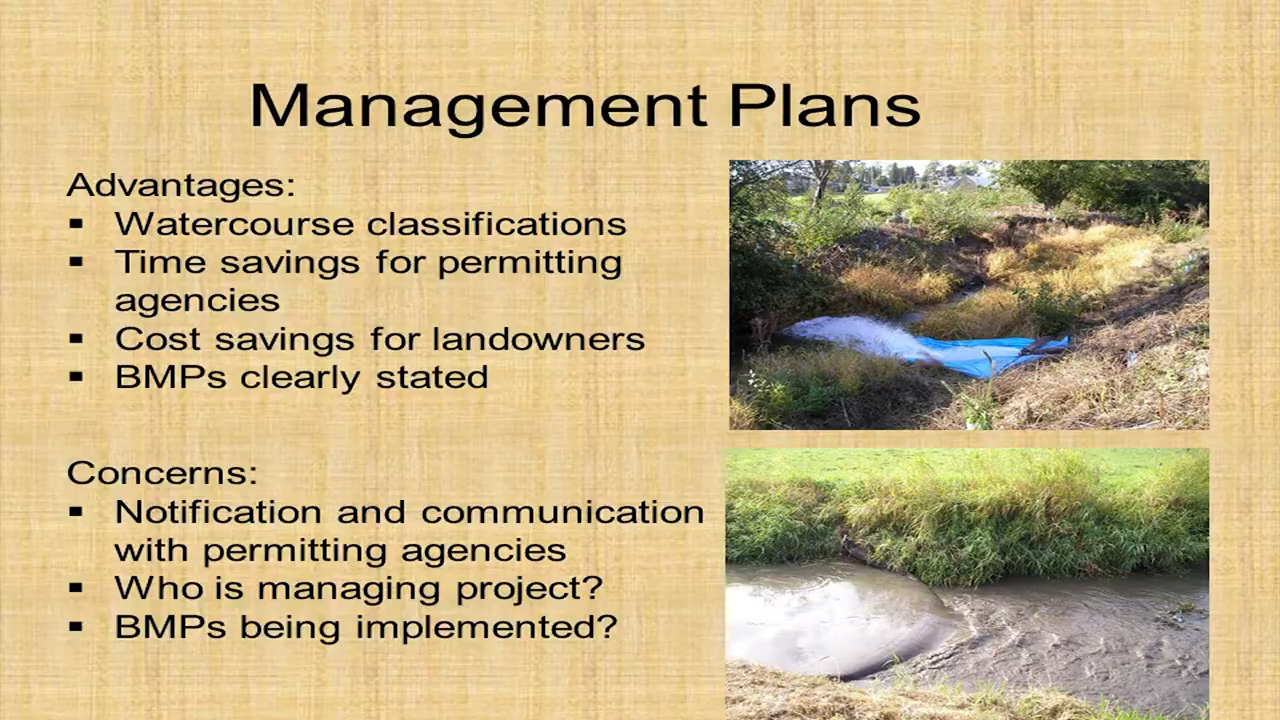 Management Plans
Advantages:
▪ Watercourse classifications
▪ Time savings for permitting
agencies
▪ Cost savings for landowners
▪ BMPs clearly stated
Concerns:
▪ Notification and communication
with permitting agencies
▪ Who is managing project?
▪ BMPs being implemented?